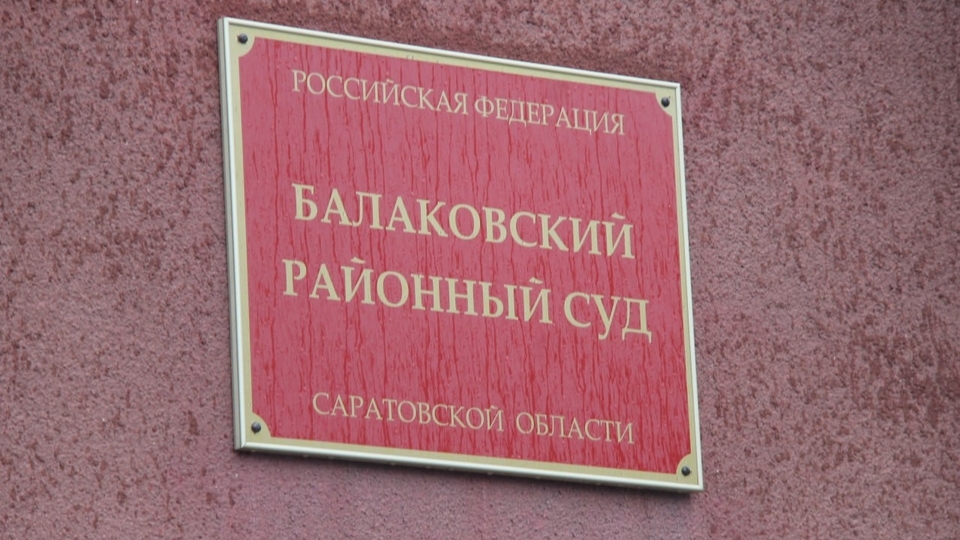 РОССИЙСКАЯ ФЕДЕРАЦИЯ
БАЛАКОВСКИЙ
РАЙОННЫЙ СУД
САРАТОВСКОЙ ОБЛАСТИ